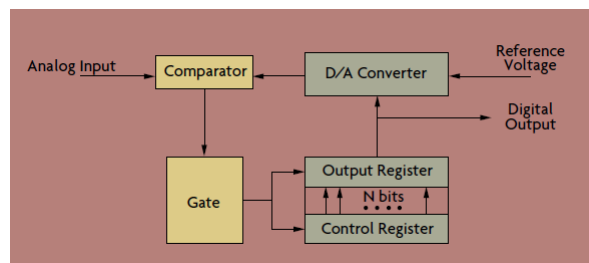 Analog Input
Comparator
D/A Converter
Reference
Voltage
Digital
Output
Gate
Output Register
N bits
Control Register